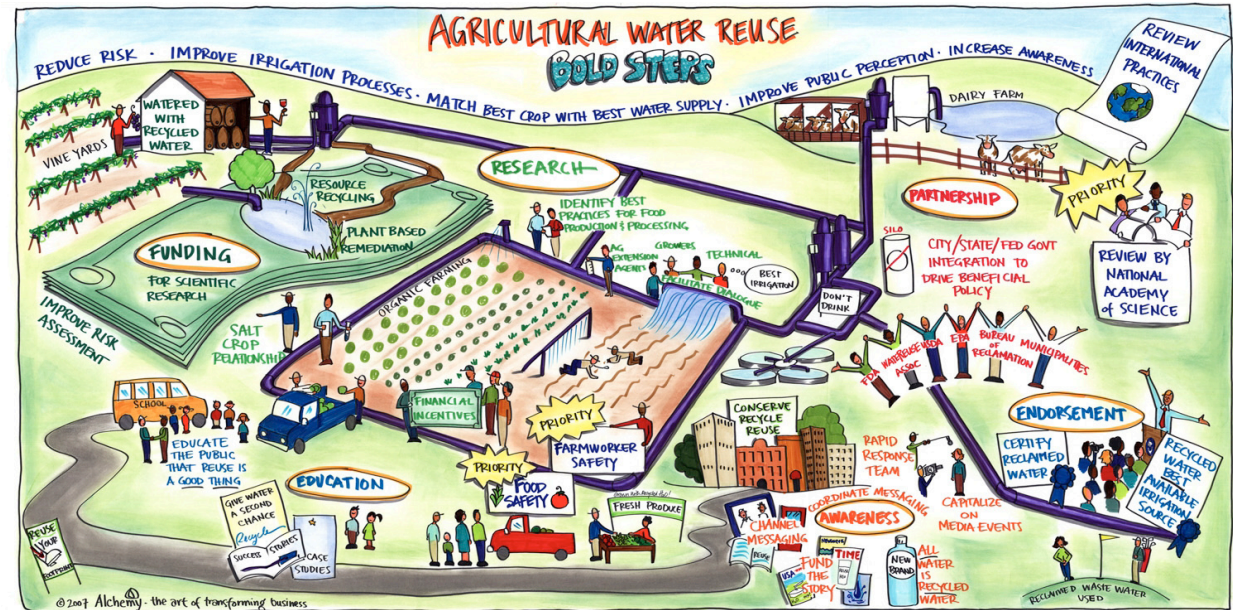 AGRICULTURAL WATER REUSE
BOLD STEPS
REDUCE RISK · IMPROVE IRRIGATION PROCESSES · MATCH BEST CROP WITH BEST WATER SUPPLY · IMPROVE PUBLIC PERCEPTION · INCREASE AWARENESS
REVIEW
INTERNATIONAL
PRACTICES
WATERED
WITH
RECYCLED
WATER
VINE YARDS
DAIRY FARM
RESOURCE
RECYCLING
PLANT BASED
REMEDIATION
FUNDING
FOR SCIENTIFIC
RESEARCH
IMPROVE RISK
ASSESSMENT
RESEARCH
IDENTIFY BEST
PRACTICES FOR FOOD
PRODUCTION & PROCESSING
AG
EXTENSION
AGENTS
GROWERS
TECHNICAL
FACILITATE DIALOGUE
BEST
IRRIGATION
ORGANIC FARMING
SALT
CROP
RELATIONSHIP
DON'T
DRINK
PARTNERSHIP
PRIORITY
SILO
CITY/STATE/FED GOVT
INTEGRATION TO
DRIVE BENEFICIAL
POLICY
REVIEW BY
NATIONAL
ACADEMY
of SCIENCE
FDA
WATEREUSE
ASSOC
USDA
EPA
BUREAU
of
RECLAMATION
MUNICIPALITIES
SCHOOL
EDUCATE
THE PUBLIC
THAT REUSE IS
A GOOD THING
FINANCIAL
INCENTIVES
PRIORITY
FARMWORKER
SAFETY
PRIORITY
FOOD
SAFETY
CONSERVE
RECYCLE
REUSE
ENDORSEMENT
CERTIFY
RECLAIMED
WATER
RECYCLED
WATER
BEST
AVAILABLE
IRRIGATION
SOURCE
EDUCATION
GIVE WATER
A SECOND
CHANCE
Recycle
SUCCESS STORIES
CASE
STUDIES
REUSE
YOUR
FOOTPRINT
FRESH PRODUCE
RAPID
RESPONSE
TEAM
COORDINATE MESSAGING
AWARENESS
CAPITALIZE
ON
MEDIA EVENTS
CHANNEL
MESSAGING
REUSE
FUND
THE
STORY
USA
NEWSWEEK
TIME
NEW
BRAND
ALL
WATER
IS
RECYCLED
WATER
RECLAIMED WASTE WATER
USED
© 2007 Alchemy · the art of transforming business